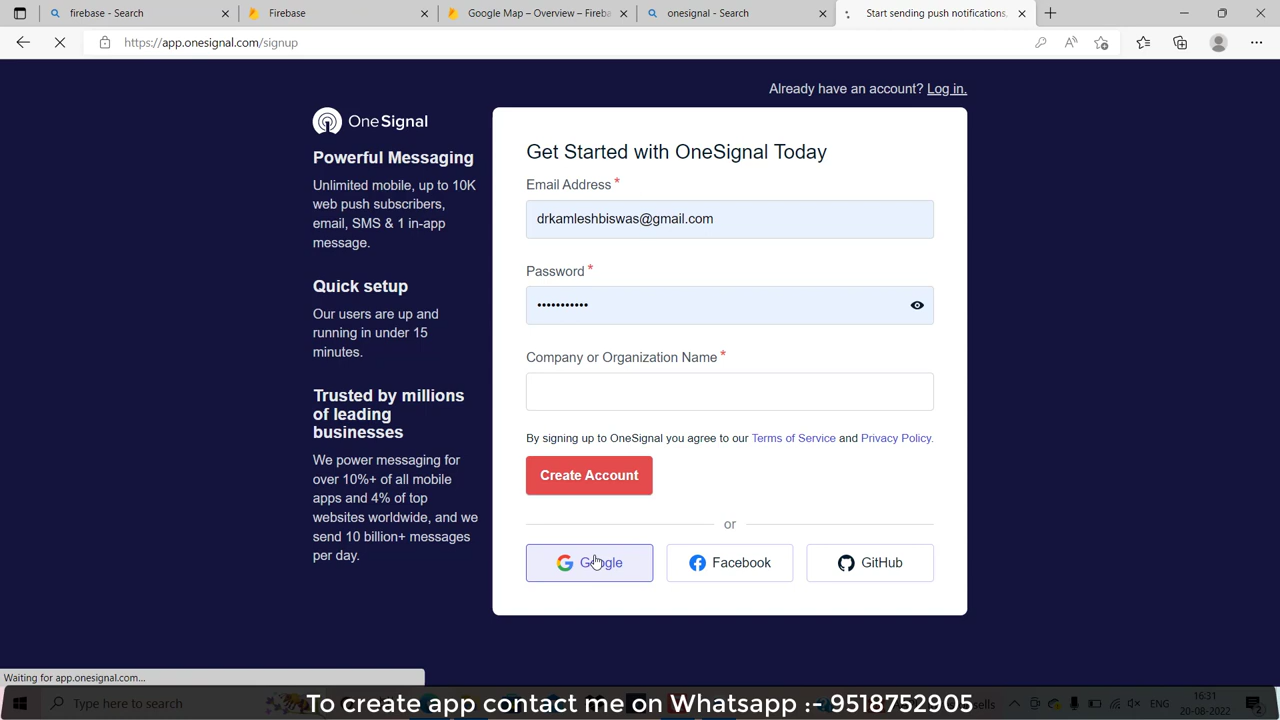 firebase - Search
Firebase
Google Map – Overview – Fireba
onesignal - Search
Start sending push notifications,
https://app.onesignal.com/signup
Already have an account? Log in.
OneSignal
Powerful Messaging
Unlimited mobile, up to 10K
web push subscribers,
email, SMS & 1 in-app
message.
Quick setup
Our users are up and
running in under 15
minutes.
Trusted by millions
of leading
businesses
We power messaging for
over 10%+ of all mobile
apps and 4% of top
websites worldwide, and we
send 10 billion+ messages
per day.
Get Started with OneSignal Today
Email Address *
drkamleshbiswas@gmail.com
Password *
•••••••••••
Company or Organization Name *
By signing up to OneSignal you agree to our Terms of Service and Privacy Policy.
Create Account
or
Google
Facebook
GitHub
Waiting for app.onesignal.com...
Type here to search
To create app contact me on Whatsapp :- 9518752905
ENG
16:31
20-08-2022